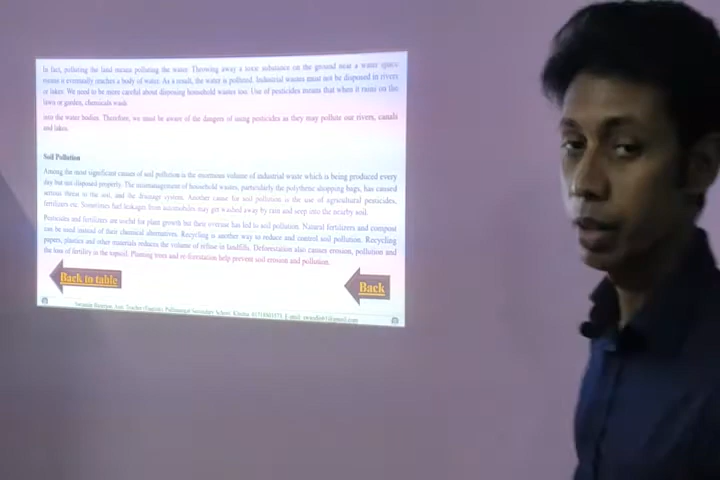 In fact, polluting the land means polluting the water. Throwing away a toxic substance on the ground near a water space
means it eventually reaches a body of water. As a result, the water is polluted. Industrial wastes must not be disposed in rivers
or lakes. We need to be more careful about disposing household wastes too. Use of pesticides means that when it rains on the
lawn or garden, chemicals wash
into the water bodies. Therefore, we must be aware of the dangers of using pesticides as they may pollute our rivers, canals
and lakes.
Soil Pollution
Among the most significant causes of soil pollution is the enormous volume of industrial waste which is being produced every
day but not disposed properly. The mismanagement of household wastes, particularly the polythene shopping bags, has caused
serious threat to the soil, and the drainage system. Another cause for soil pollution is the use of agricultural pesticides,
fertilizers etc. Sometimes fuel leakages from automobiles may get washed away by rain and seep into the nearby soil.
Pesticides and fertilizers are useful for plant growth but their overuse has led to soil pollution. Natural fertilizers and compost
can be used instead of their chemical alternatives. Recycling is another way to reduce and control soil pollution. Recycling
papers, plastics and other materials reduces the volume of refuse in landfills. Deforestation also causes erosion, pollution and
the loss of fertility in the topsoil. Planting trees and re-forestation help prevent soil erosion and pollution.
Back to table
Back
Teacher Secondary School,